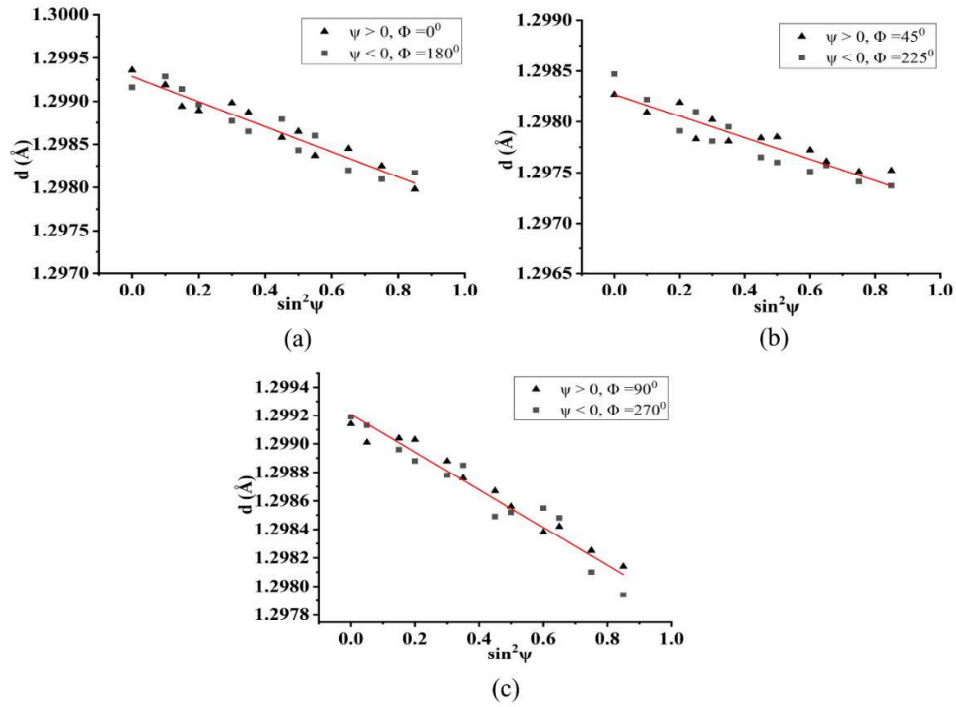 1.3000
1.2995
1.2990
1.2985
1.2980
1.2975
1.2970
d (Å)
▲ ψ > 0, Φ =0⁰
■ ψ < 0, Φ =180⁰
0.0 0.2 0.4 0.6 0.8 1.0
sin²ψ
(a)
1.2990
1.2985
1.2980
1.2975
1.2970
1.2965
d (Å)
▲ ψ > 0, Φ =45⁰
■ ψ < 0, Φ =225⁰
0.0 0.2 0.4 0.6 0.8 1.0
sin²ψ
(b)
1.2994
1.2992
1.2990
1.2988
1.2986
1.2984
1.2982
1.2980
1.2978
d (Å)
▲ ψ > 0, Φ =90⁰
■ ψ < 0, Φ =270⁰
0.0 0.2 0.4 0.6 0.8 1.0
sin²ψ
(c)